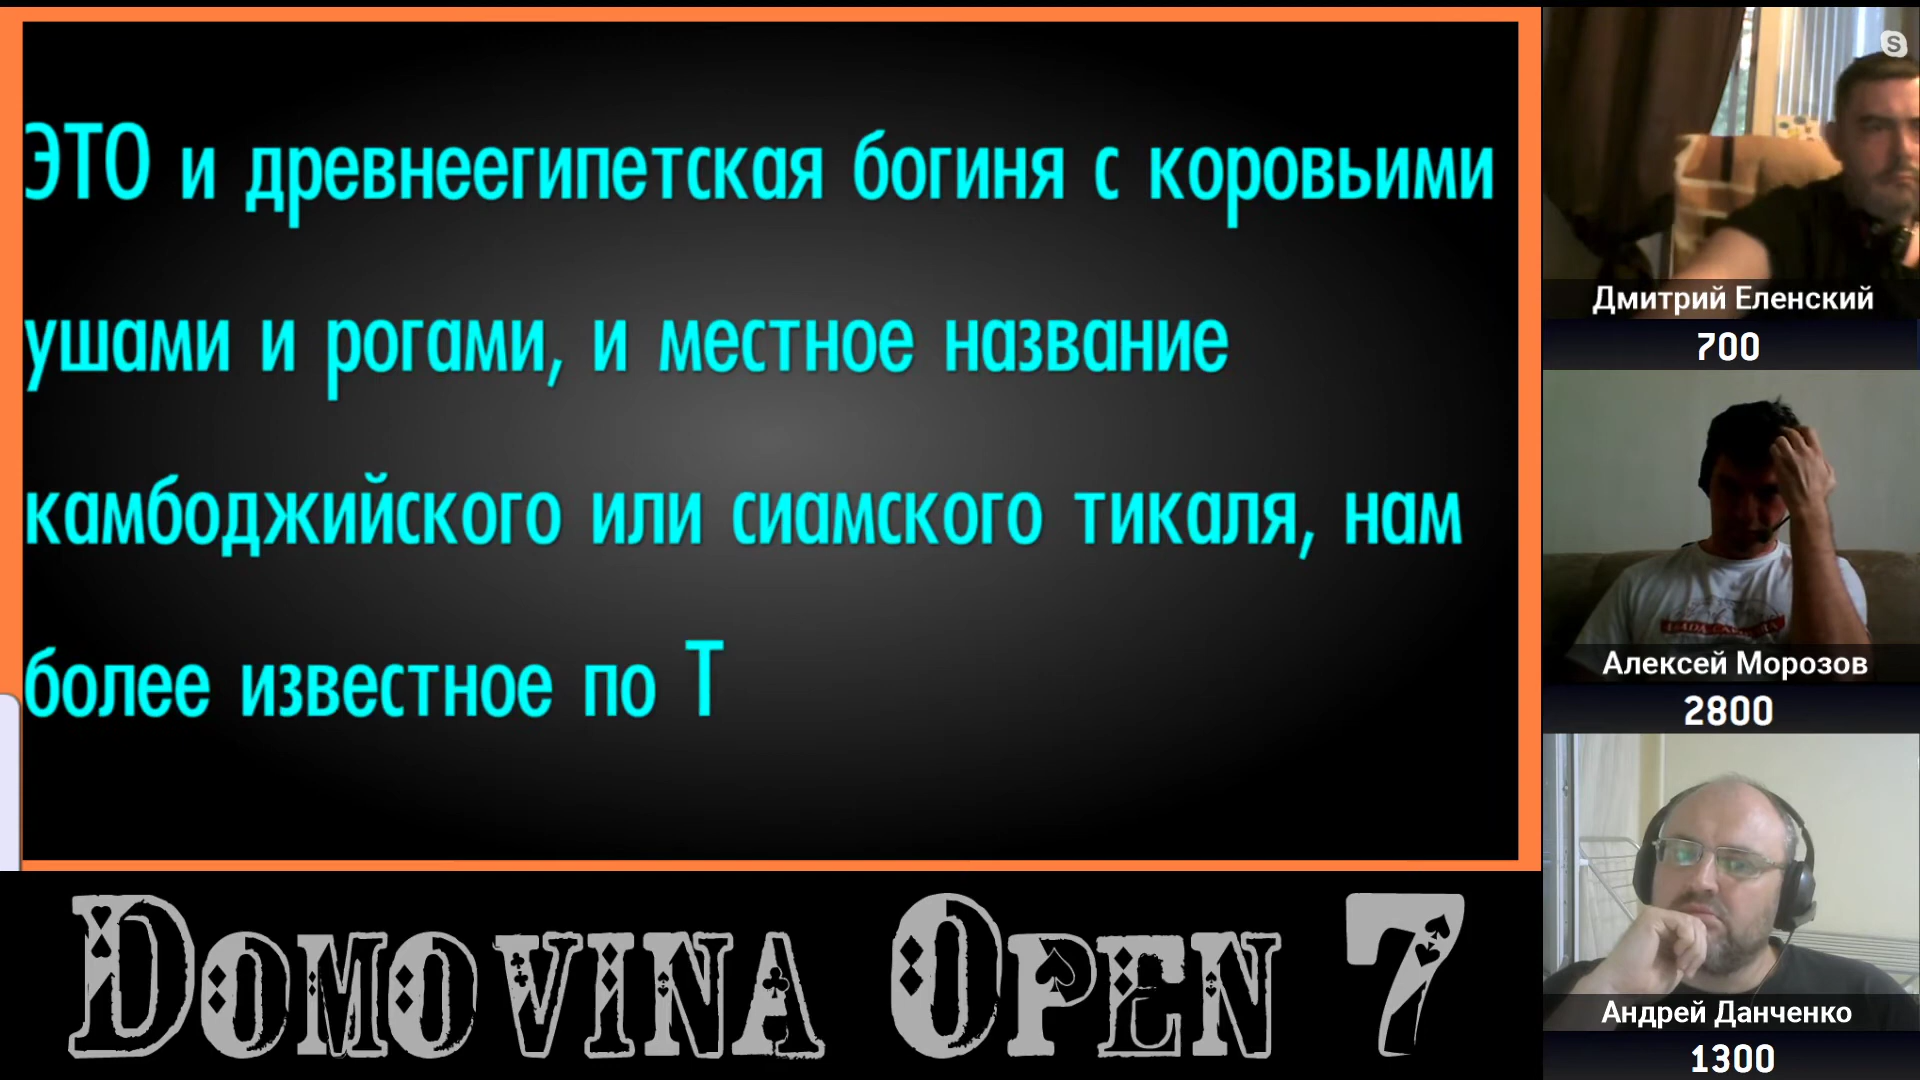 ЭТО и древнеегипетская богиня с коровьими
ушами и рогами, и местное название
камбоджийского или сиамского тикаля, нам
более известное по Т
Дмитрий Еленский
700
Алексей Морозов
2800
Андрей Данченко
1300
Domovina Open 7